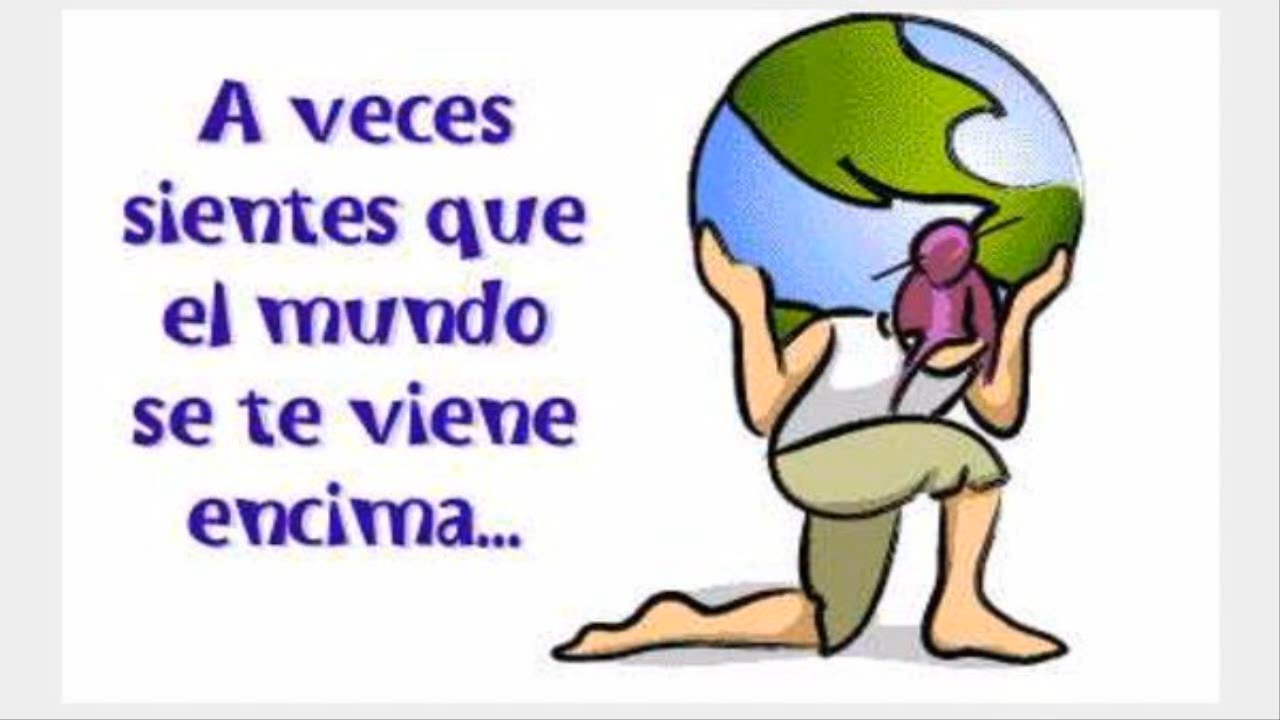 A veces
sientes que
el mundo
se te viene
encima...